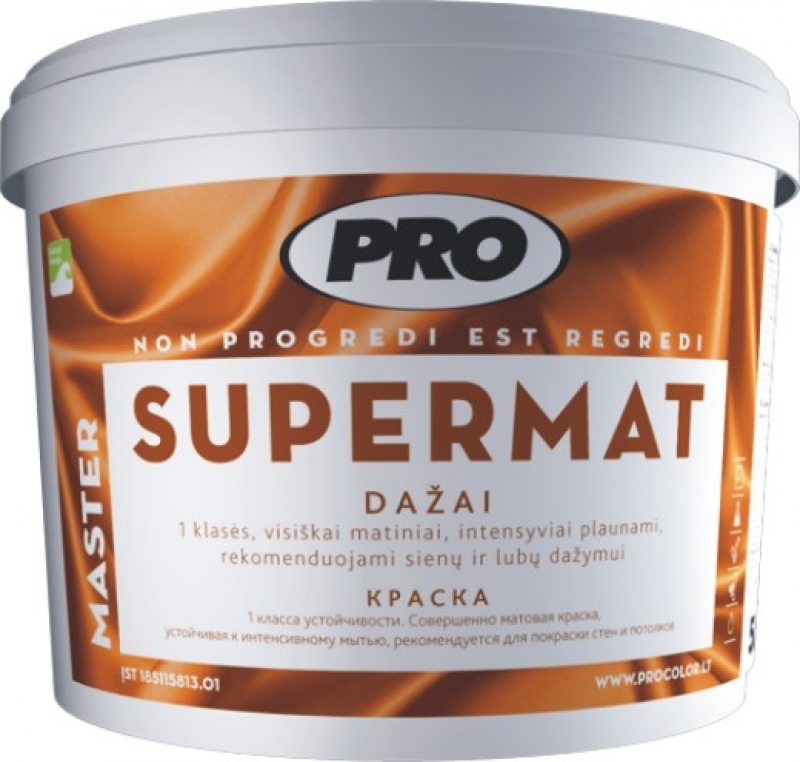 PRO
NON PROGREDI EST REGREDI
MASTER
SUPERMAT
DAŽAI
1 klasės, visiškai matiniai, intensyviai plaunami,
rekomenduojami sienų ir lubų dažymui
КРАСКА
1 класса устойчивости. Совершенно матовая краска,
устойчивая к интенсивному мытью, рекомендуется для покраски стен и потолков
ĮST 185115813.01
WWW.PROCOLOR.LT